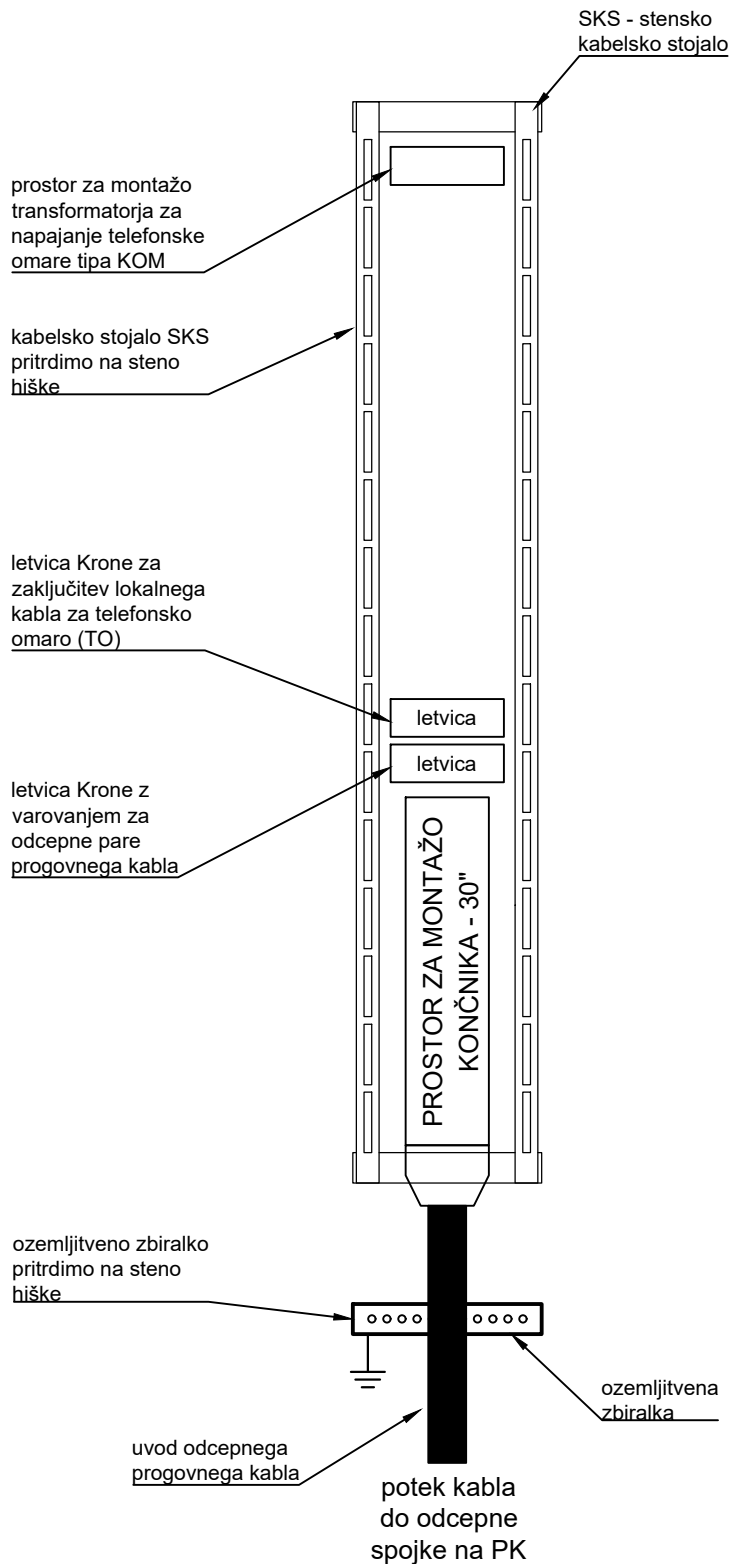 SKS - stensko
kabelsko stojalo
prostor za montažo
transformatorja za
napajanje telefonske
omare tipa KOM
kabelsko stojalo SKS
pritrdimo na steno
hiške
letvica Krone za
zaključitev lokalnega
kabla za telefonsko
omaro (TO)
letvica
letvica
letvica Krone z
varovanjem za
odcepne pare
progovnega kabla
PROSTOR ZA MONTAŽO
KONČNIKA - 30"
ozemljitveno zbiralko
pritrdimo na steno
hiške
ozemljitvena
zbiralka
uvod odcepnega
progovnega kabla
potek kabla
do odcepne
spojke na PK